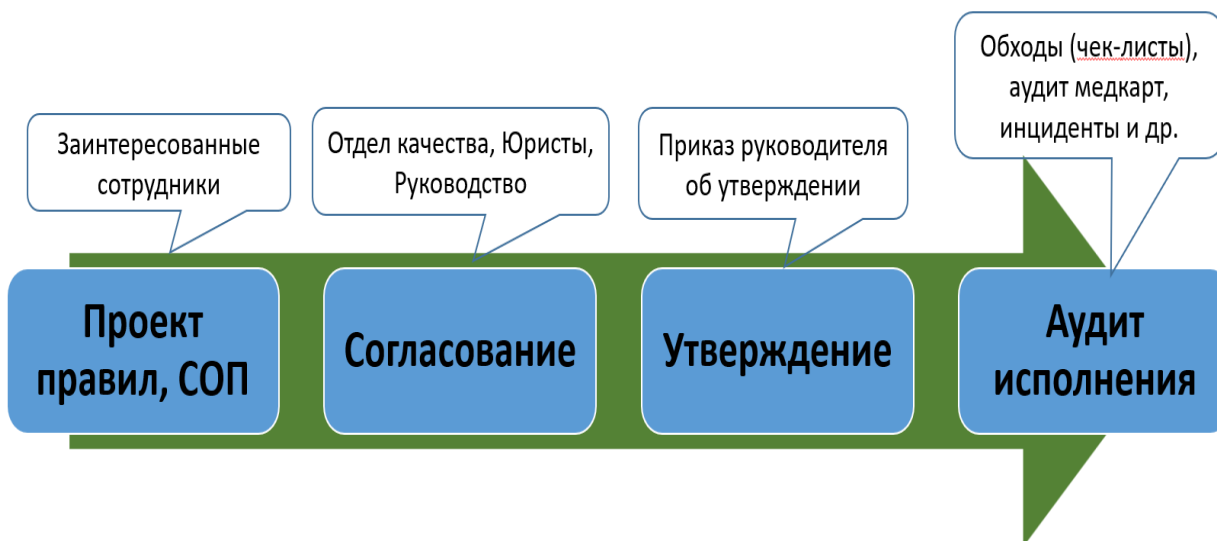 Заинтересованные
сотрудники
Отдел качества, Юристы,
Руководство
Приказ руководителя
об утверждении
Обходы (чек-листы),
аудит медкарт,
инциденты и др.
Проект
правил, СОП
Согласование
Утверждение
Аудит
исполнения